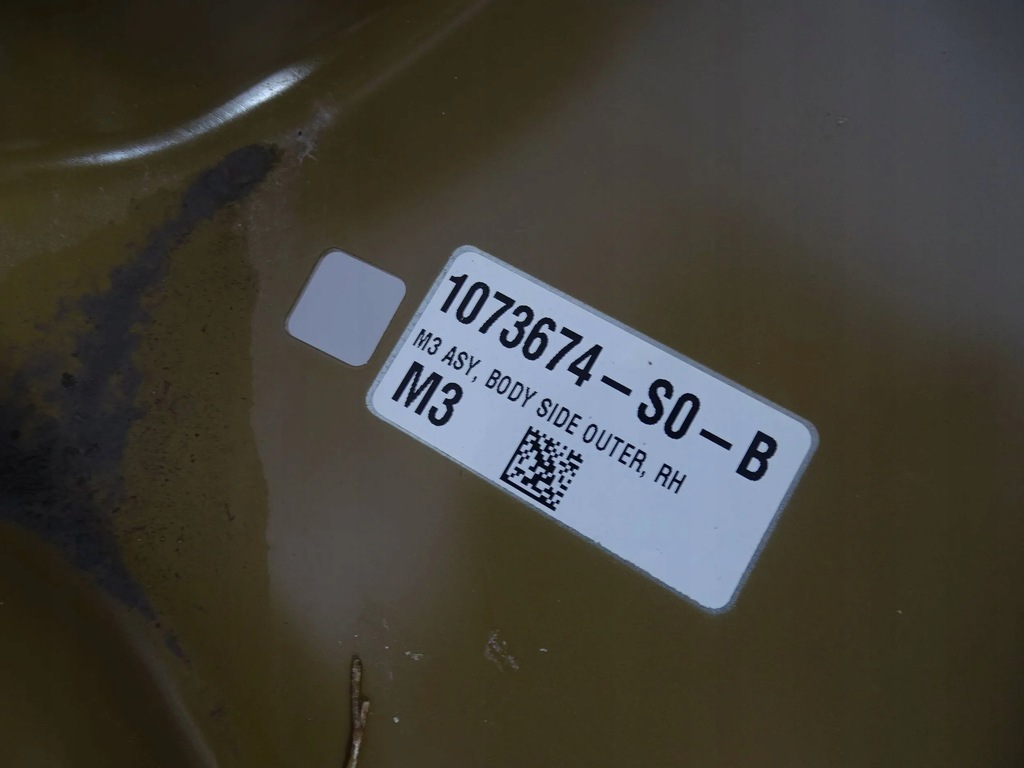 1073674-S0-B
M3 ASY, BODY SIDE OUTER, RH
M3